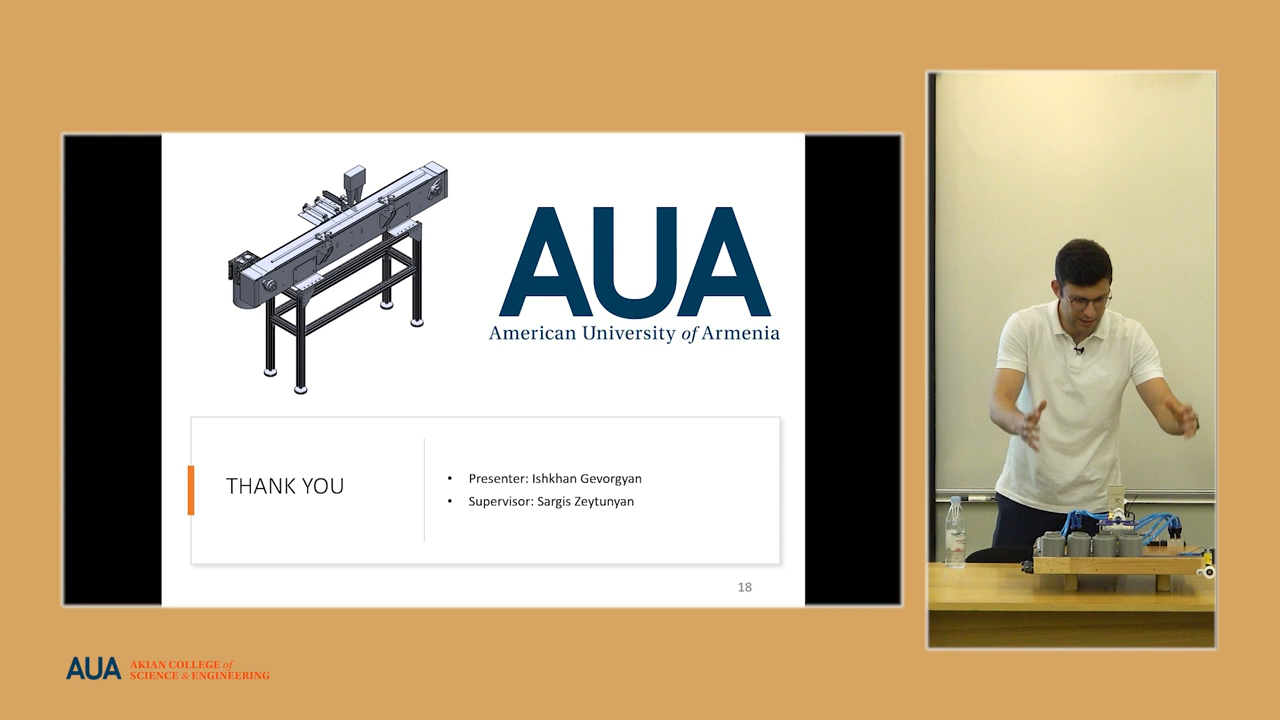 AUA
American University of Armenia
THANK YOU
• Presenter: Ishkhan Gevorgyan
• Supervisor: Sargis Zeytunyan
18
AUA
AKIAN COLLEGE of
SCIENCE & ENGINEERING